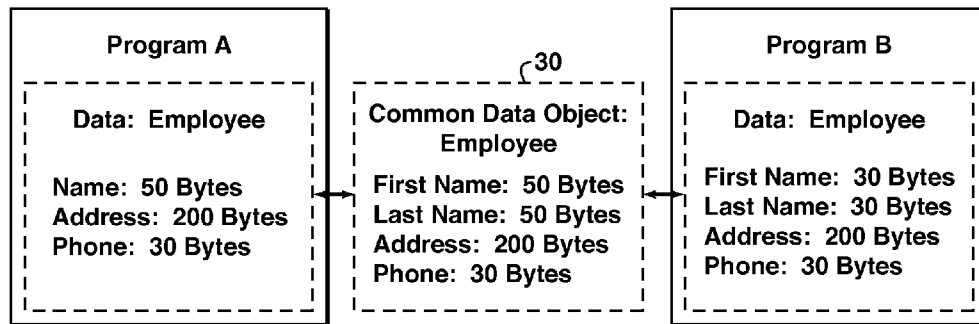 Program A
Data: Employee
Name: 50 Bytes
Address: 200 Bytes
Phone: 30 Bytes
30
Common Data Object:
Employee
First Name: 50 Bytes
Last Name: 50 Bytes
Address: 200 Bytes
Phone: 30 Bytes
Program B
Data: Employee
First Name: 30 Bytes
Last Name: 30 Bytes
Address: 200 Bytes
Phone: 30 Bytes